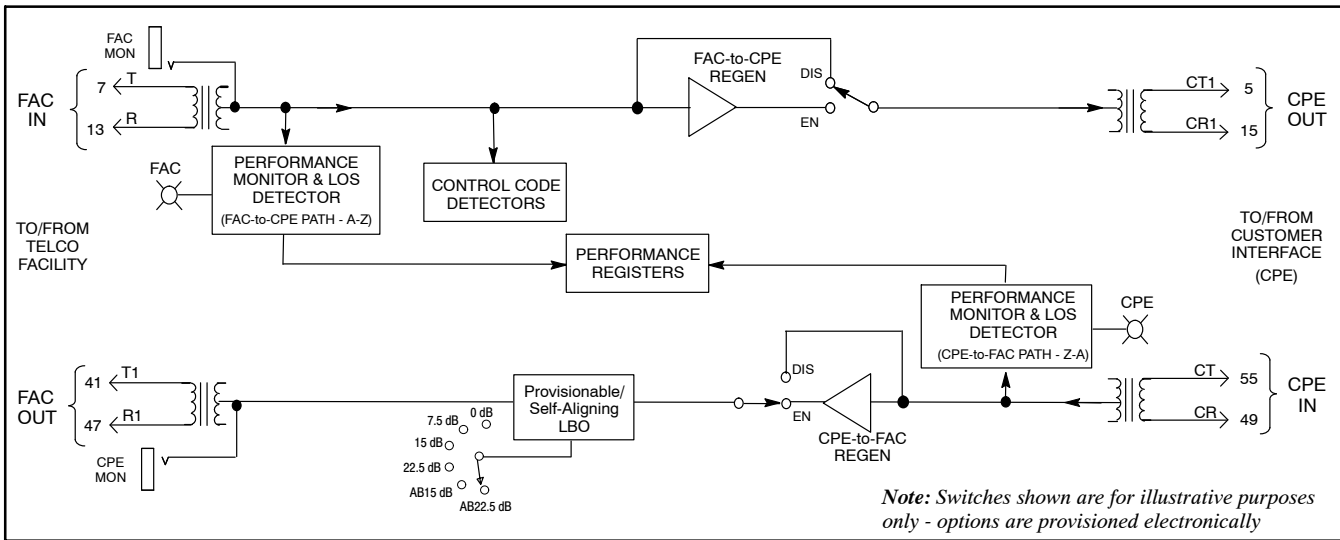 FAC
MON
FAC
IN
7
T
13
R
FAC-to-CPE
REGEN
DIS
EN
CT1
5
CR1
15
CPE
OUT
FAC
PERFORMANCE
MONITOR & LOS
DETECTOR
(FAC-to-CPE PATH - A-Z)
CONTROL CODE
DETECTORS
TO/FROM
TELCO
FACILITY
PERFORMANCE
REGISTERS
TO/FROM
CUSTOMER
INTERFACE
(CPE)
PERFORMANCE
MONITOR & LOS
DETECTOR
(CPE-to-FAC PATH - Z-A)
CPE
FAC
OUT
41
T1
47
R1
CPE
MON
Provisionable/
Self-Aligning
LBO
0 dB
7.5 dB
15 dB
22.5 dB
AB15 dB
AB22.5 dB
DIS
EN
CPE-to-FAC
REGEN
CT
55
CR
49
CPE
IN
Note: Switches shown are for illustrative purposes
only - options are provisioned electronically